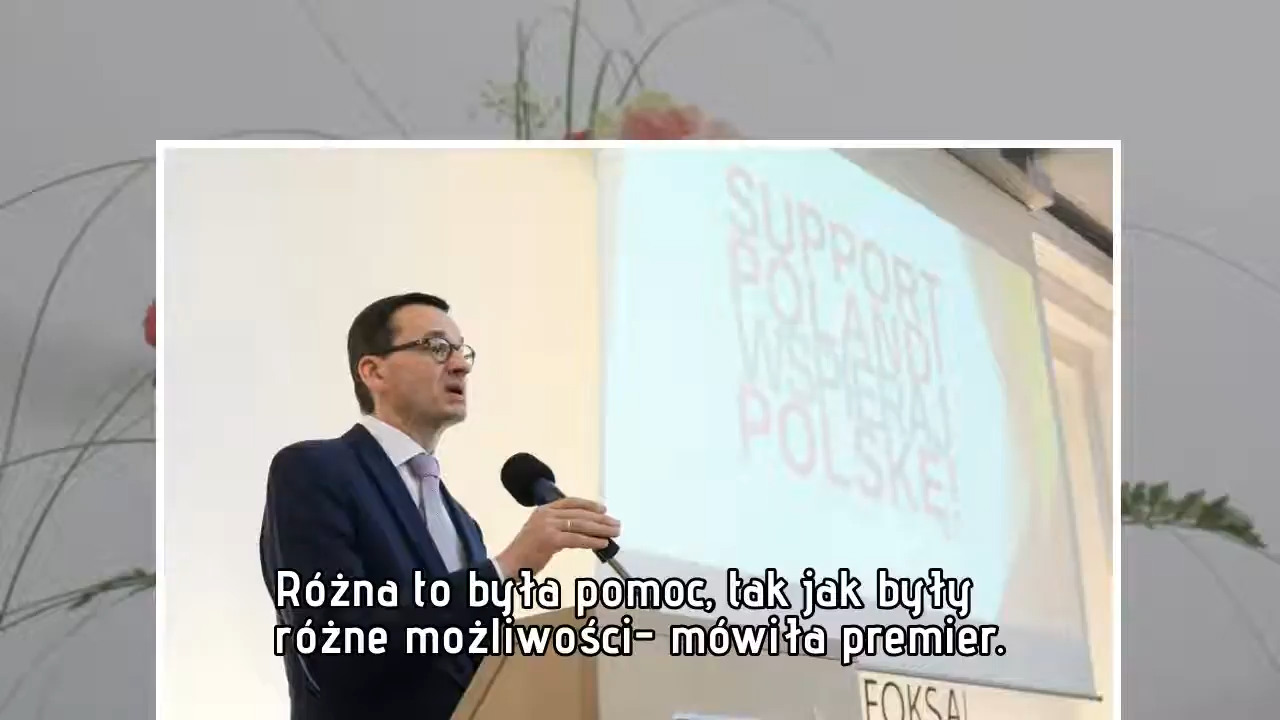 SUPPORT
POLAND!
WSPIERAJ
POLSKĘ!
Różna to była pomoc, tak jak były
różne możliwości- mówiła premier.
FOKSAL